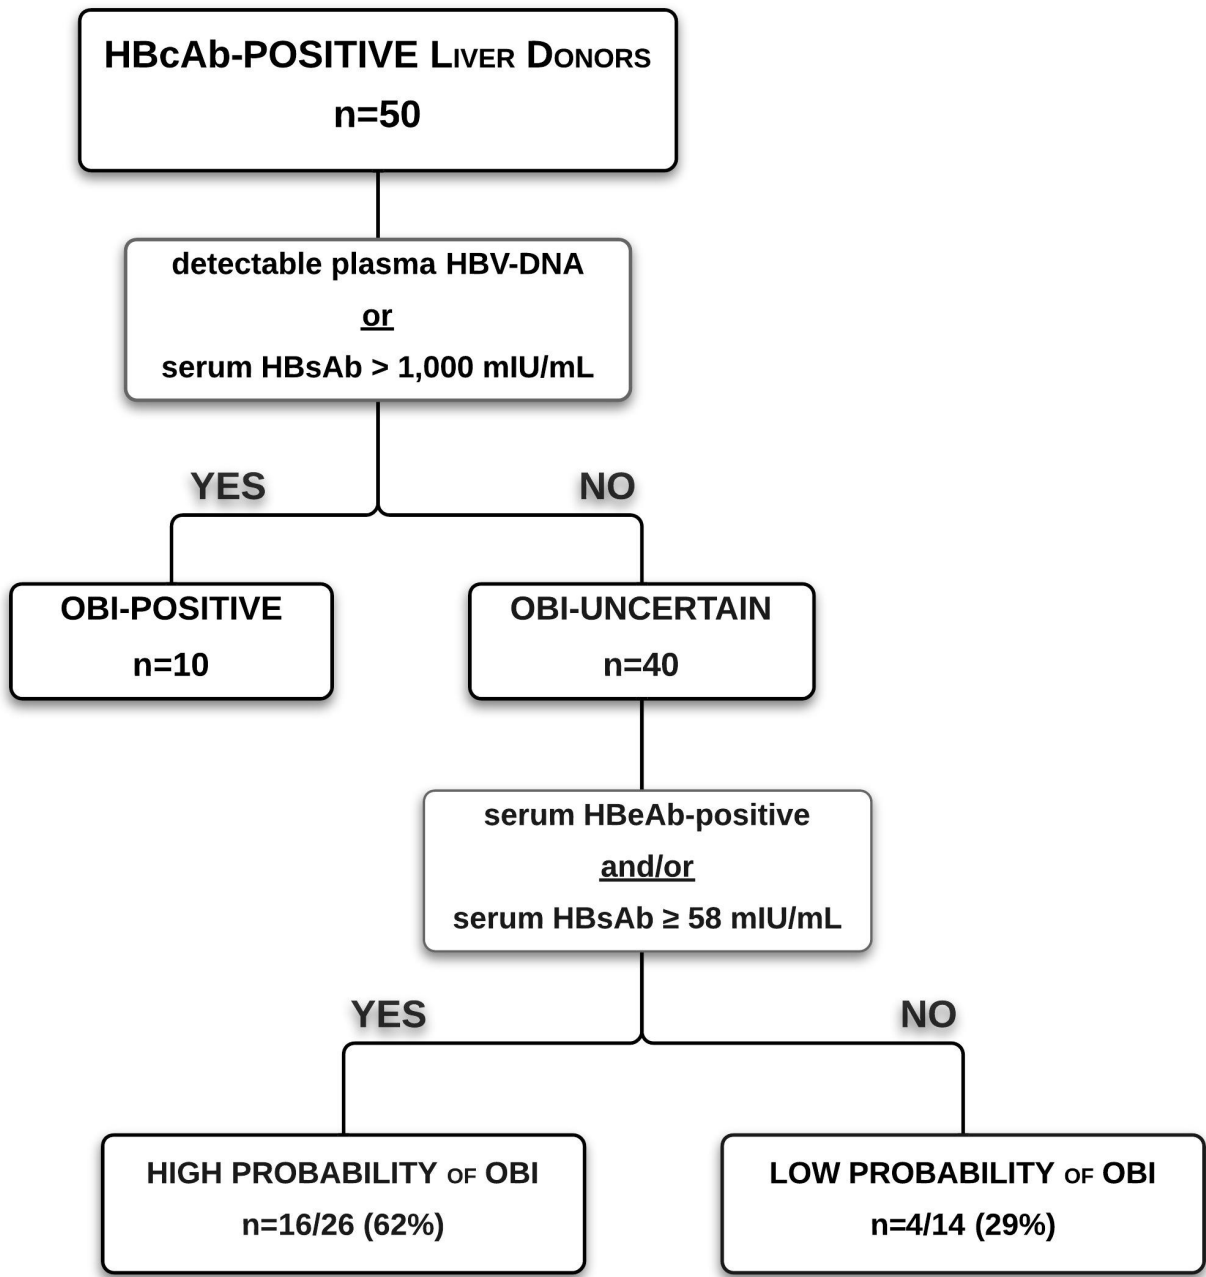 HBcAb-POSITIVE LIVER DONORS
n=50
detectable plasma HBV-DNA
or
serum HBsAb > 1,000 mIU/mL
YES
NO
OBI-POSITIVE
n=10
OBI-UNCERTAIN
n=40
serum HBeAb-positive
and/or
serum HBsAb ≥ 58 mIU/mL
YES
NO
HIGH PROBABILITY OF OBI
n=16/26 (62%)
LOW PROBABILITY OF OBI
n=4/14 (29%)